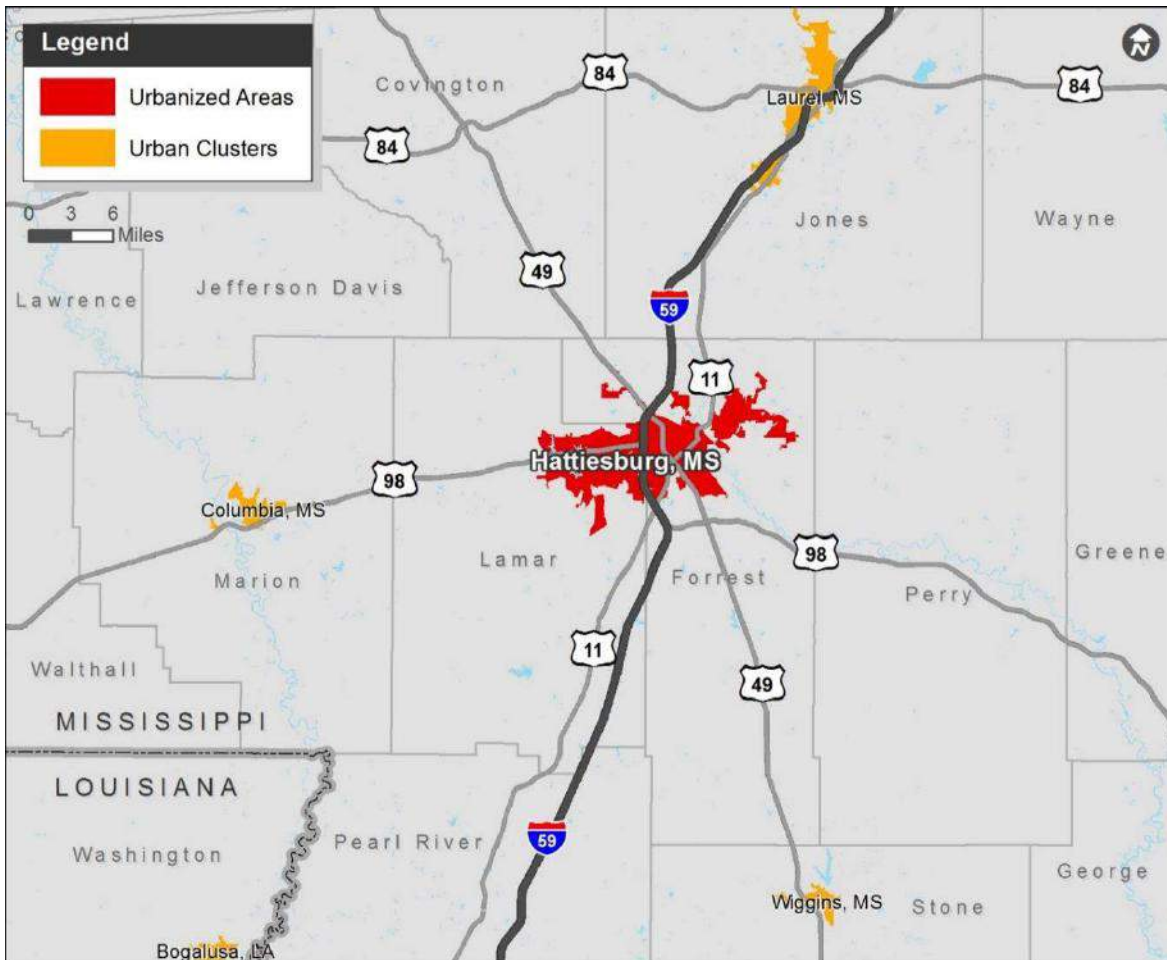 Legend
Urbanized Areas
Urban Clusters
N
0 3 6
Miles
Covington
84
84
84
Laurel, MS
Jones
Wayne
49
Jefferson Davis
Lawrence
59
11
Hattiesburg, MS
98
Columbia, MS
Lamar
Marion
Forrest
98
Perry
Greene
11
49
Walthall
MISSISSIPPI
LOUISIANA
Washington
Pearl River
59
George
Wiggins, MS
Stone
Bogalusa, LA